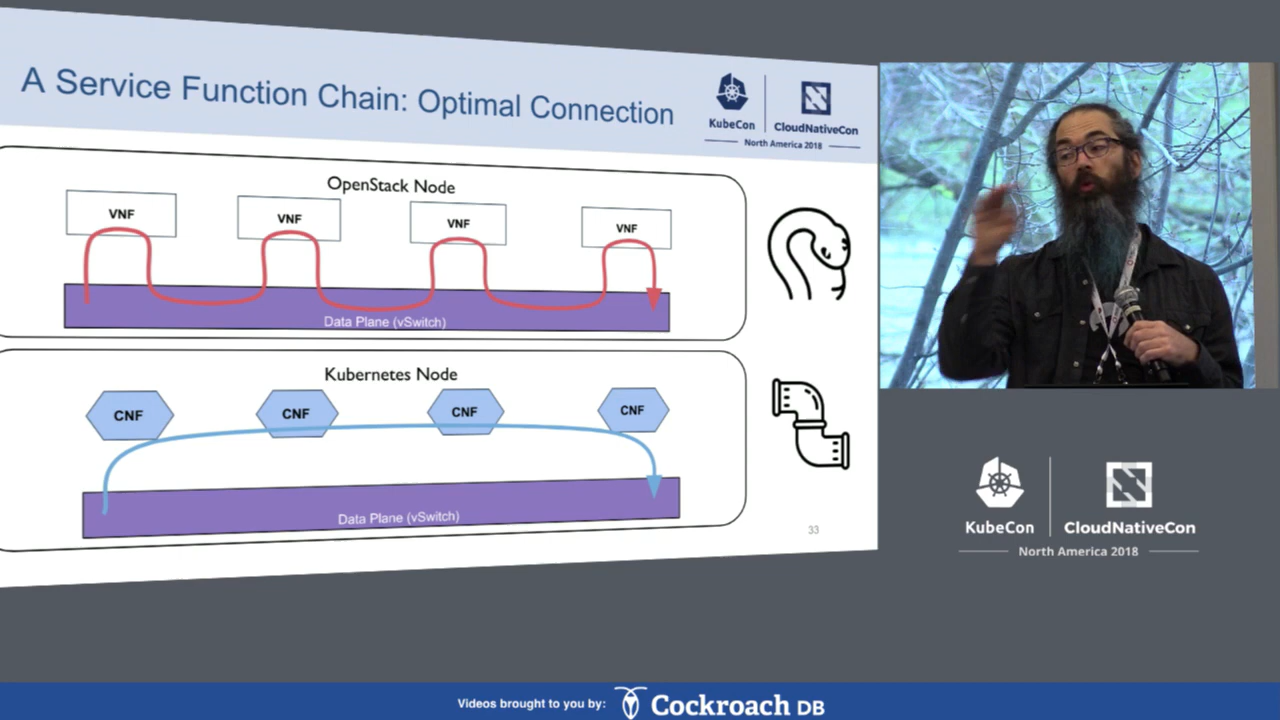 A Service Function Chain: Optimal Connection
KubeCon
CloudNativeCon
North America 2018
OpenStack Node
VNF
VNF
VNF
VNF
Data Plane (vSwitch)
Kubernetes Node
CNF
CNF
CNF
CNF
Data Plane (vSwitch)
33
KubeCon
CloudNativeCon
North America 2018
Videos brought to you by:
Cockroach DB